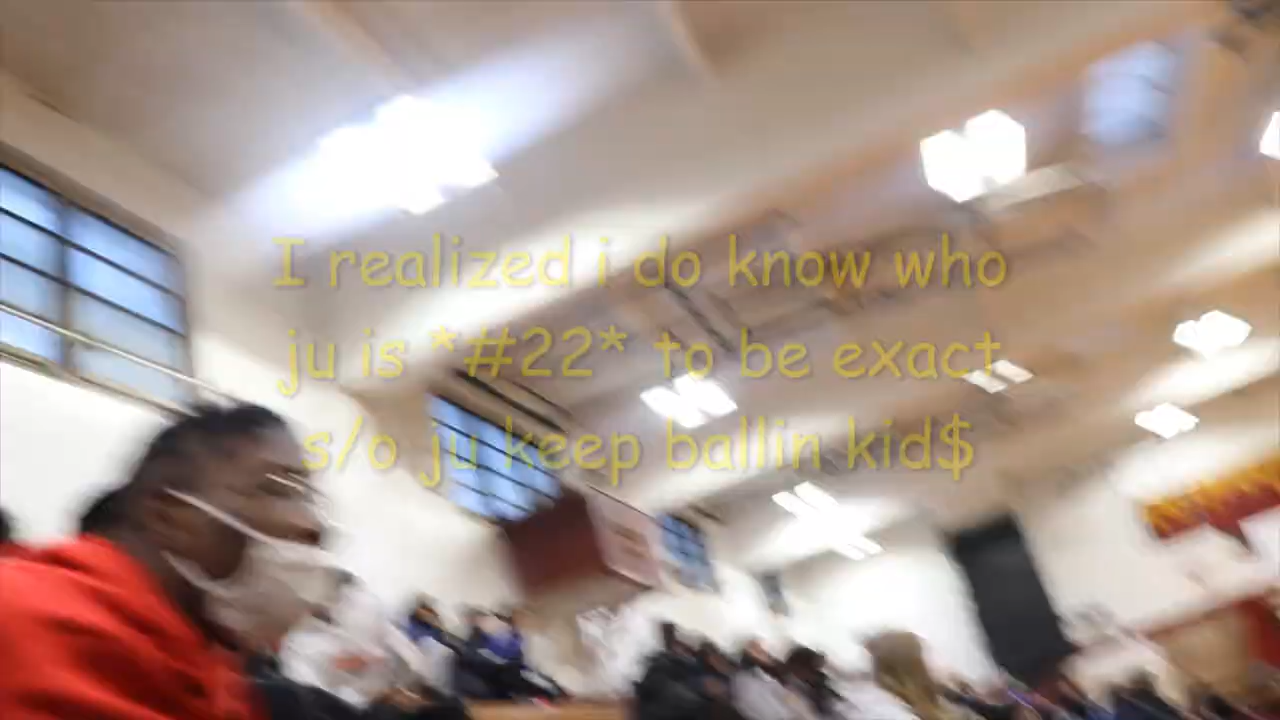 I realized i do know who
ju is *#22* to be exact
s/o ju keep ballin kid$